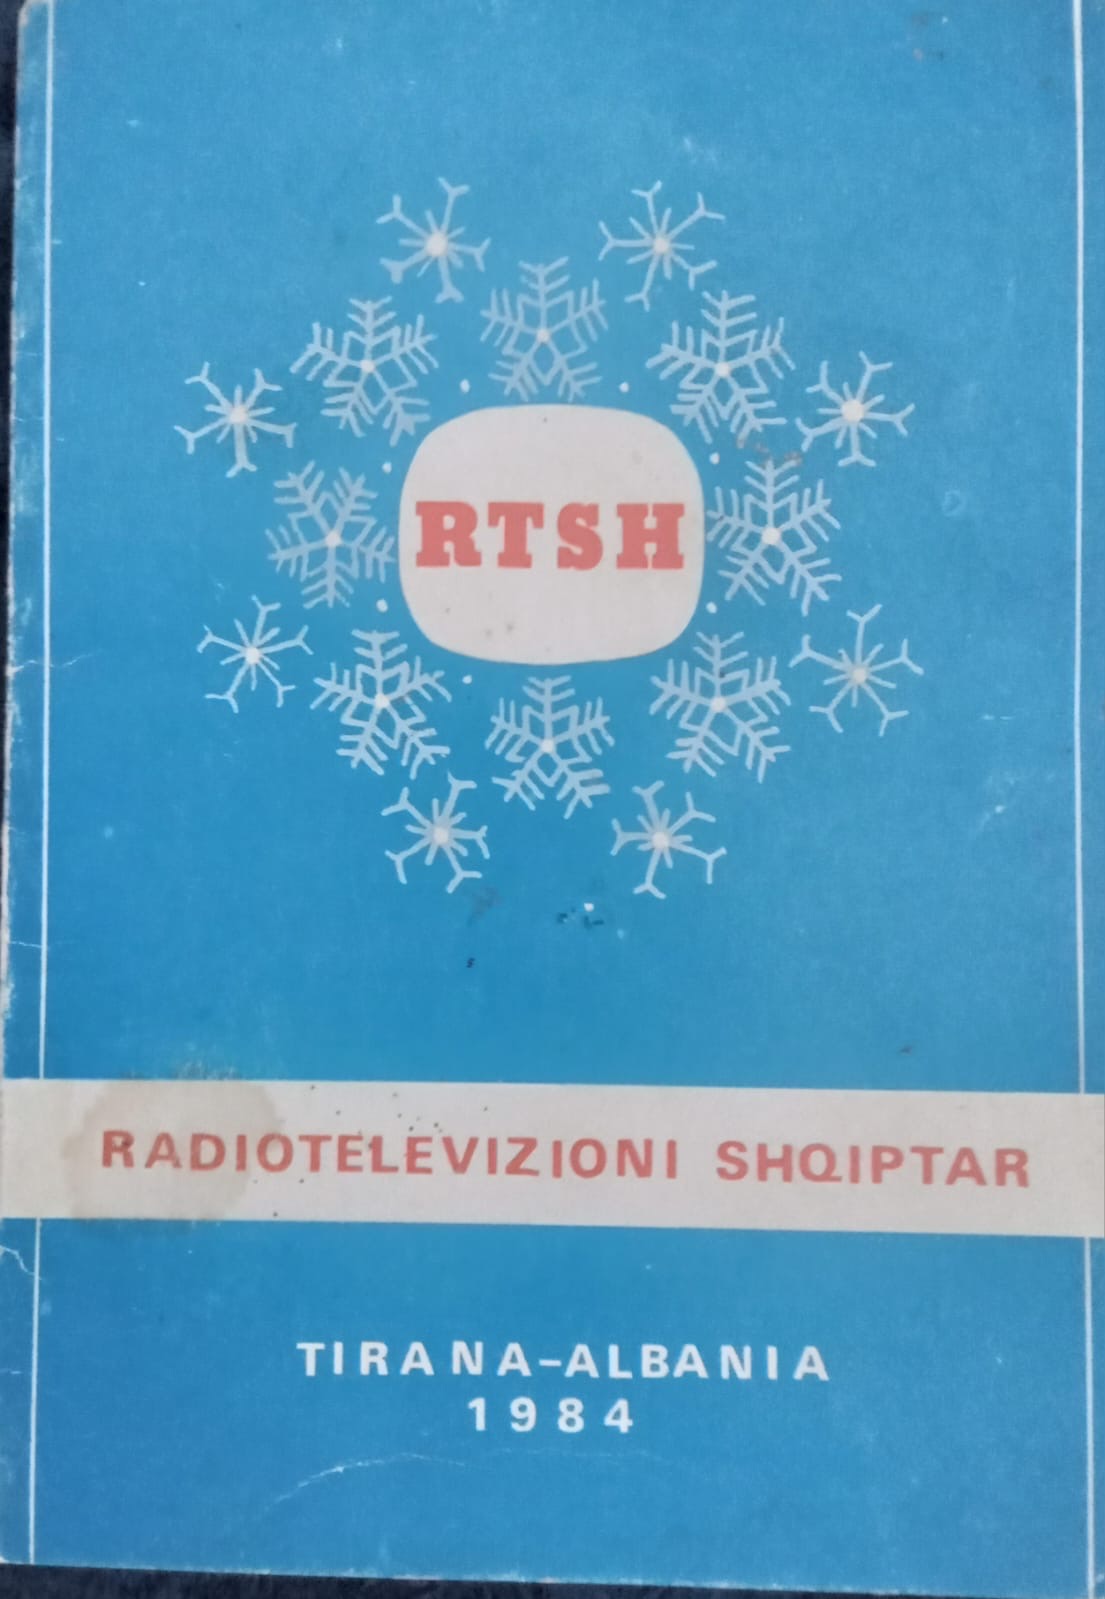 RTSH
RADIOTELEVIZIONI SHQIPTAR
TIRANA-ALBANIA
1984